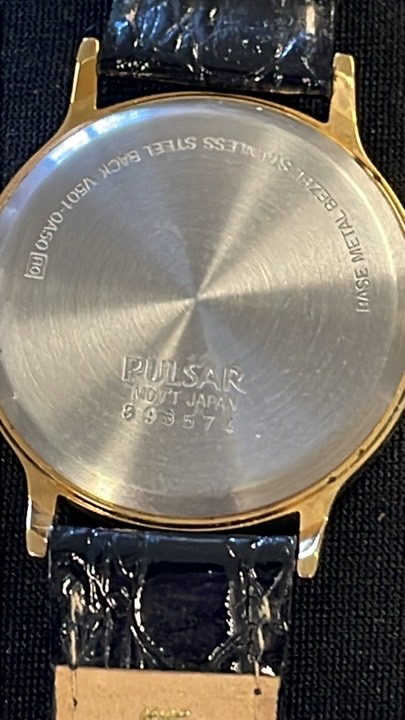 BASE METAL BEZEL STAINLESS STEEL BACK V501-0A50
PULSAR
MOV'T JAPAN